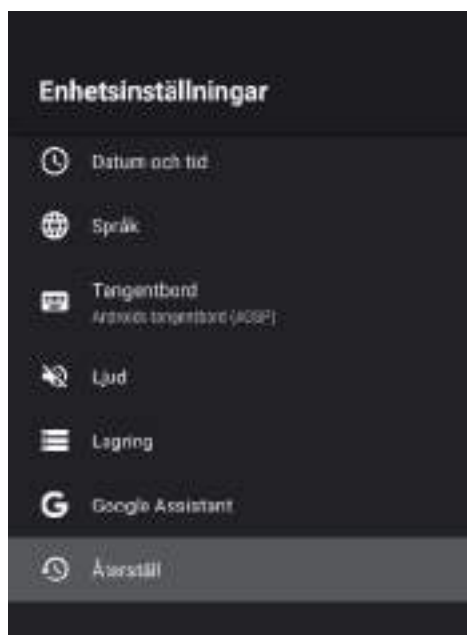 Enhetsinställningar
Datum och tid
Språk
Tangentbord
Androids tangentbord (AOSP)
Ljud
Lagring
Google Assistant
Återställ